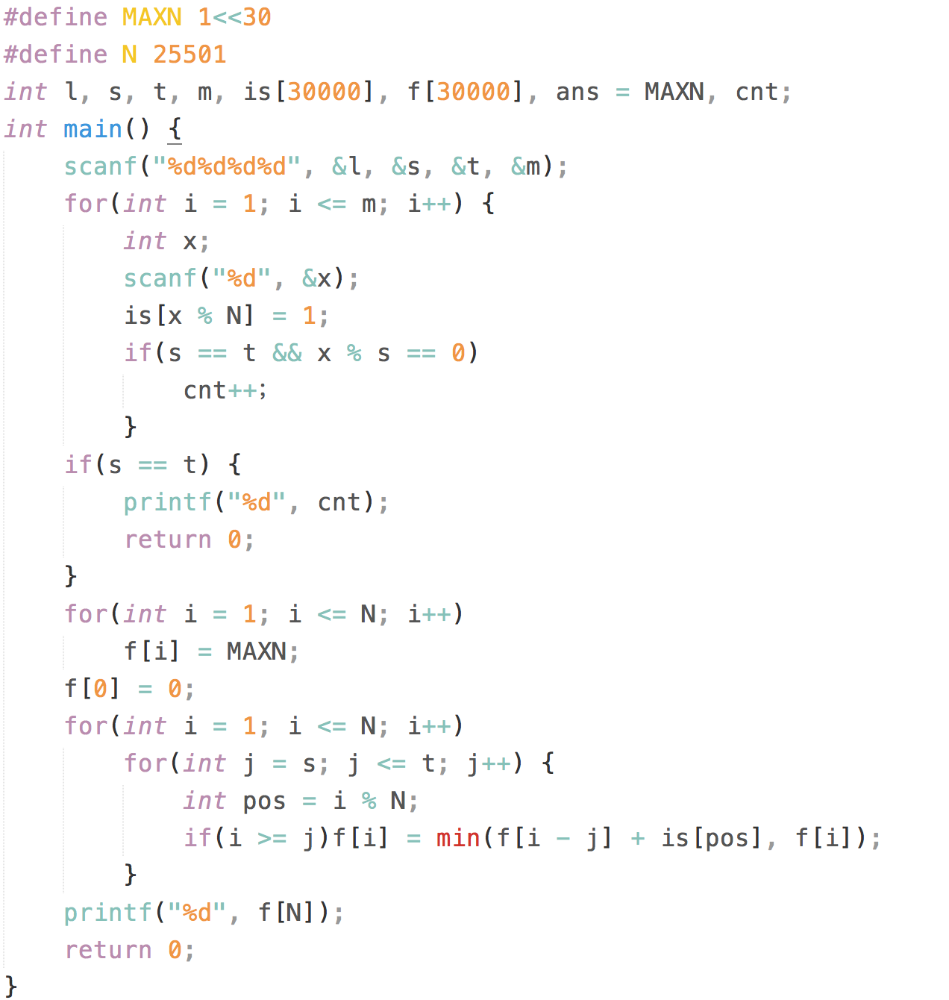 #define MAXN 1<<30
#define N 25501
int l, s, t, m, is[30000], f[30000], ans = MAXN, cnt;
int main() {
    scanf("%d%d%d%d", &l, &s, &t, &m);
    for(int i = 1; i <= m; i++) {
        int x;
        scanf("%d", &x);
        is[x % N] = 1;
        if(s == t && x % s == 0)
            cnt++;
        }
    if(s == t) {
        printf("%d", cnt);
        return 0;
    }
    for(int i = 1; i <= N; i++)
        f[i] = MAXN;
    f[0] = 0;
    for(int i = 1; i <= N; i++)
        for(int j = s; j <= t; j++) {
            int pos = i % N;
            if(i >= j)f[i] = min(f[i - j] + is[pos], f[i]);
        }
    printf("%d", f[N]);
    return 0;
}